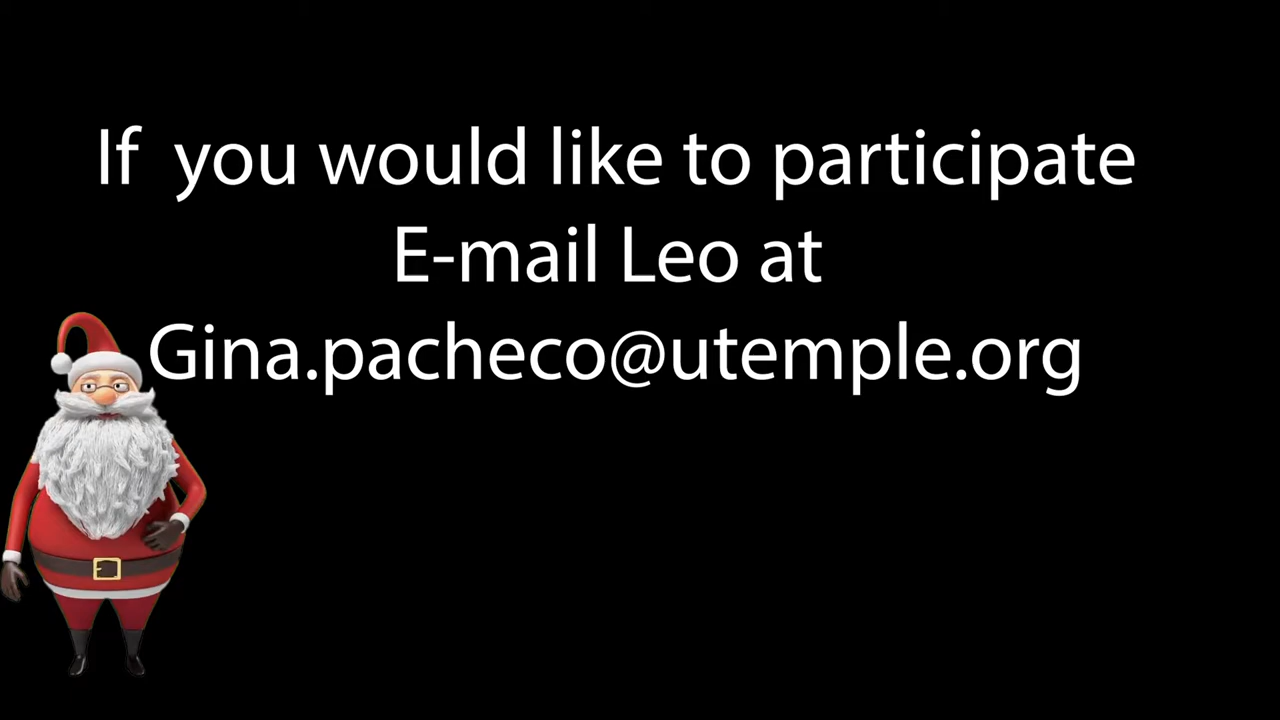 If  you would like to participate
E-mail Leo at
Gina.pacheco@utemple.org